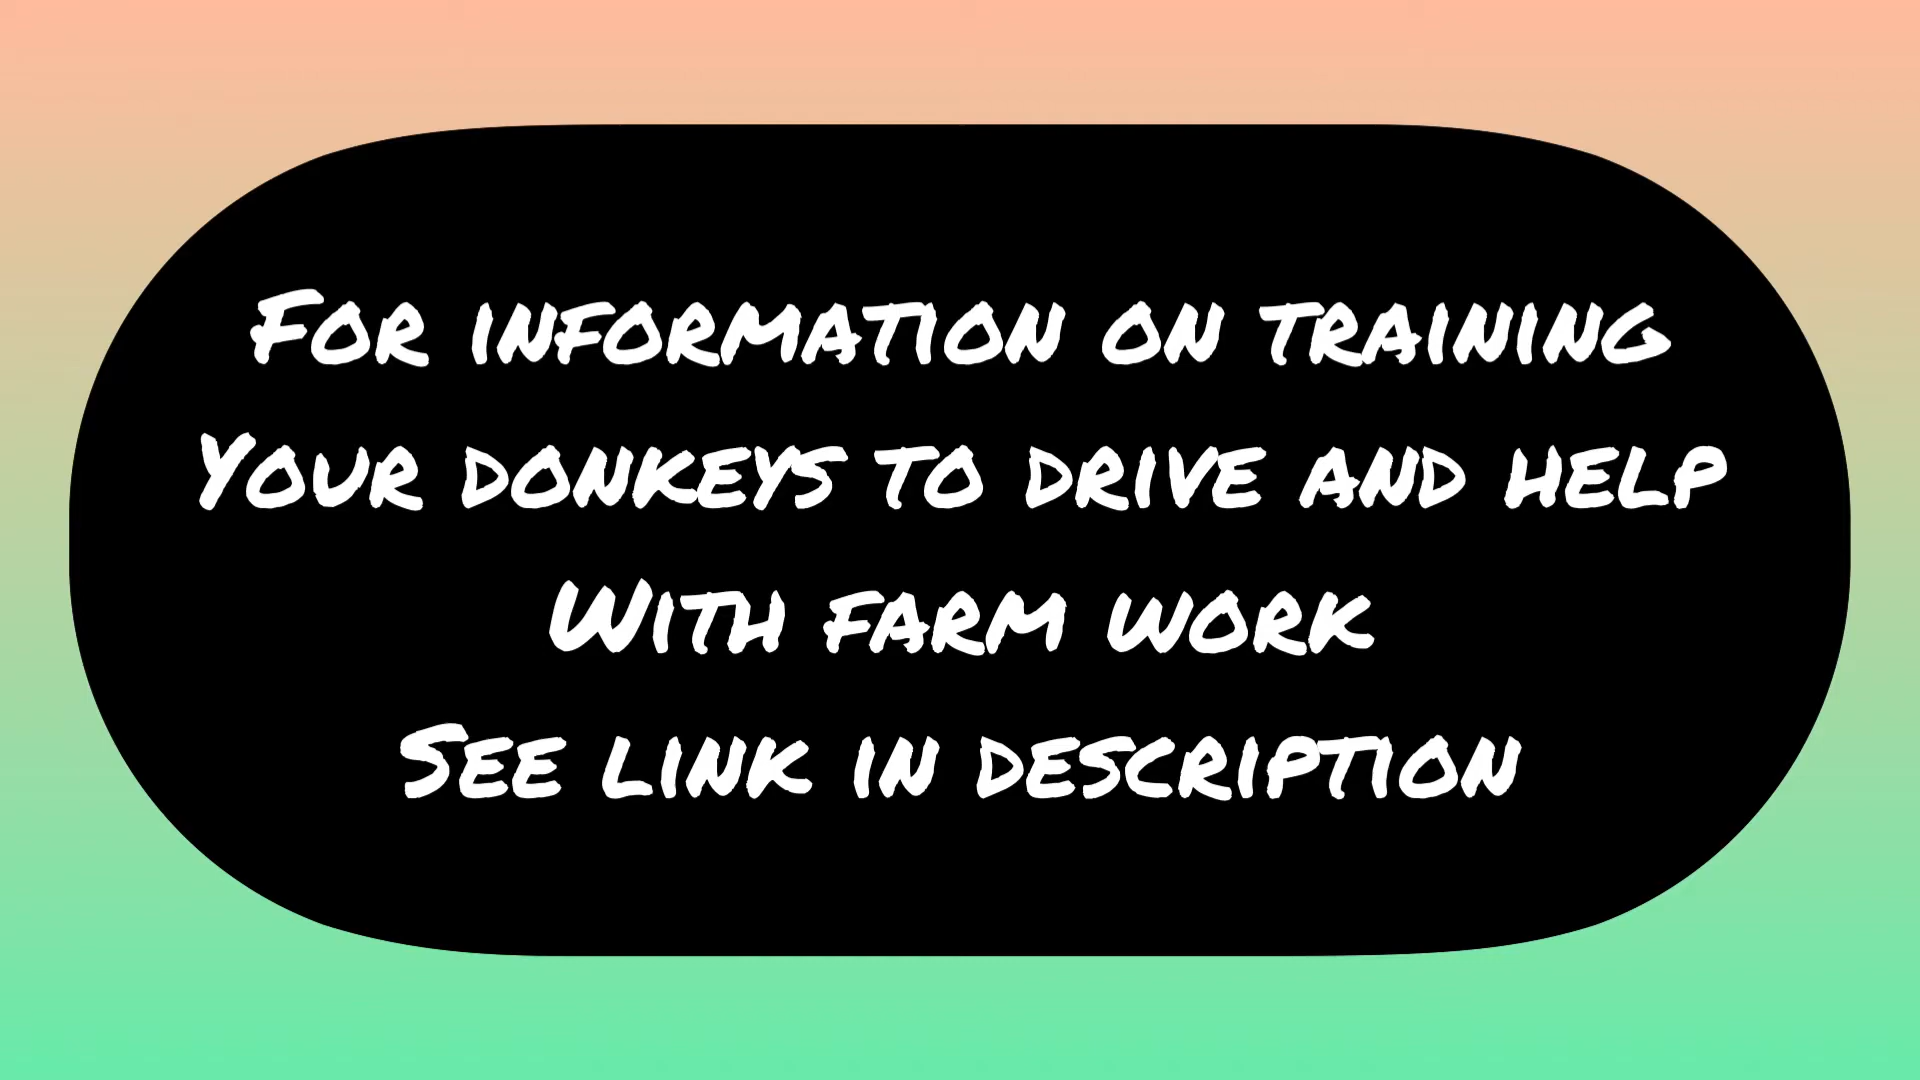 For information on training
Your donkeys to drive and help
With farm work
See link in description